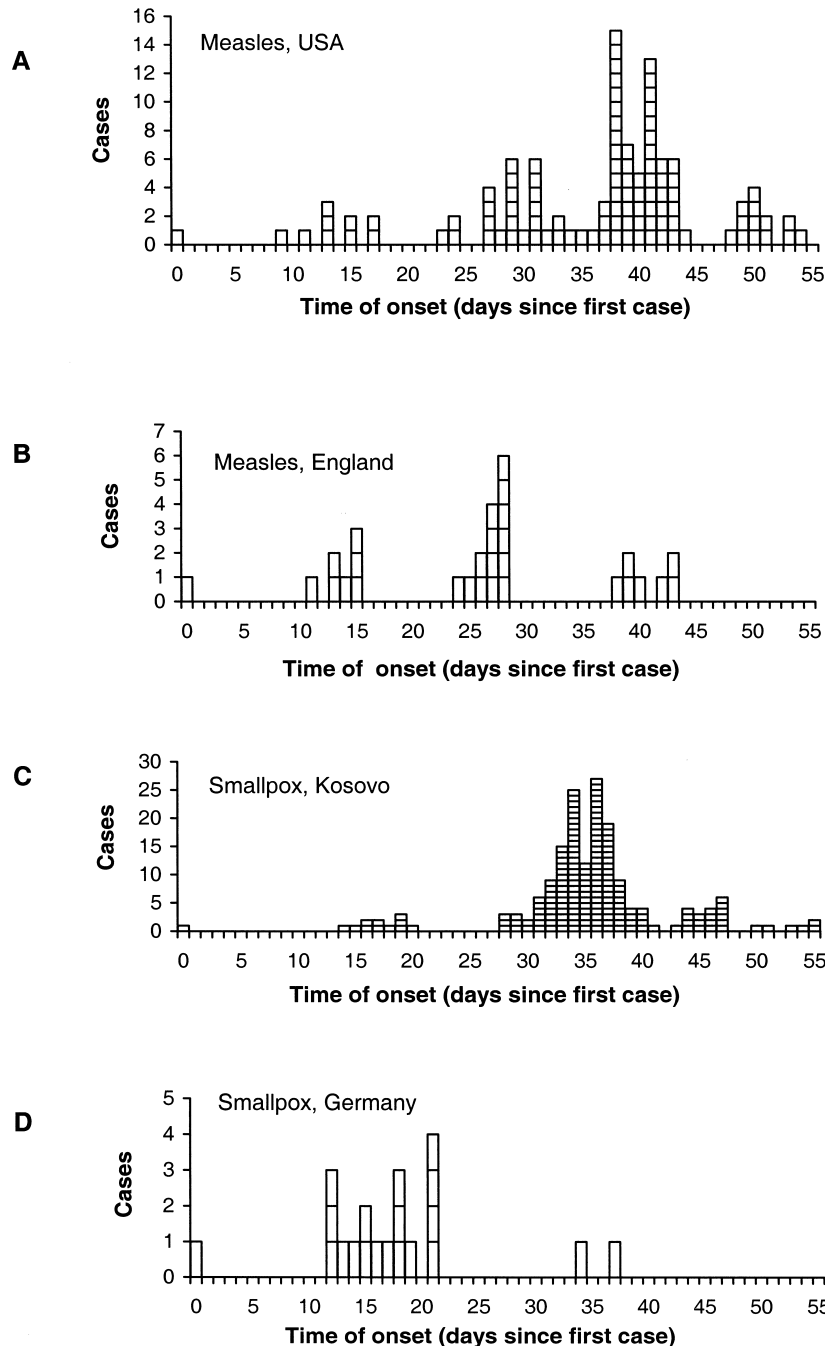 A
Measles, USA
Cases
16
14
12
10
8
6
4
2
0
0 5 10 15 20 25 30 35 40 45 50 55
Time of onset (days since first case)
B
Measles, England
Cases
7
6
5
4
3
2
1
0
0 5 10 15 20 25 30 35 40 45 50 55
Time of onset (days since first case)
C
Smallpox, Kosovo
Cases
30
25
20
15
10
5
0
0 5 10 15 20 25 30 35 40 45 50 55
Time of onset (days since first case)
D
Smallpox, Germany
Cases
5
4
3
2
1
0
0 5 10 15 20 25 30 35 40 45 50 55
Time of onset (days since first case)